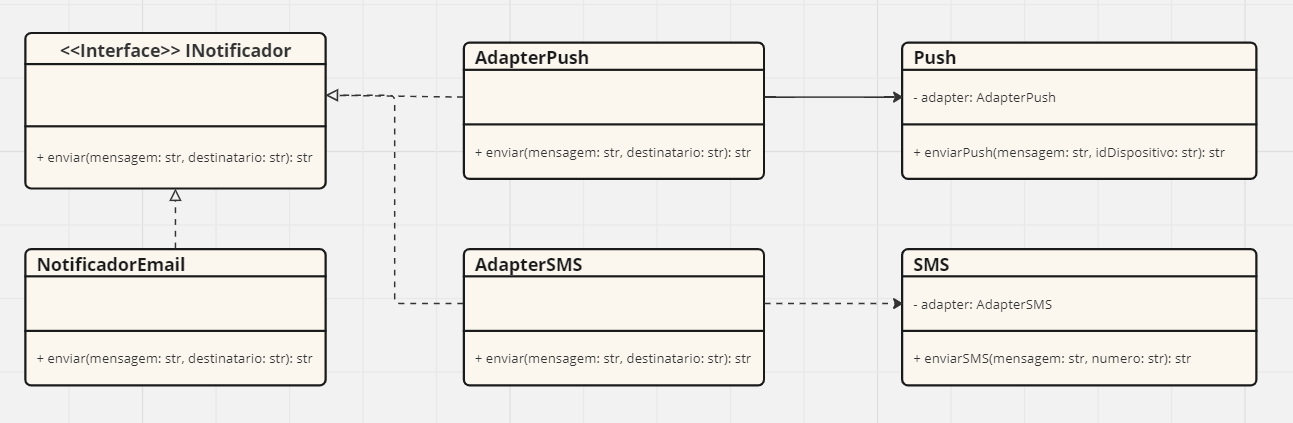 <<Interface>> INotificador
+ enviar(mensagem: str, destinatario: str): str
AdapterPush
+ enviar(mensagem: str, destinatario: str): str
Push
- adapter: AdapterPush
+ enviarPush(mensagem: str, idDispositivo: str): str
NotificadorEmail
+ enviar(mensagem: str, destinatario: str): str
AdapterSMS
+ enviar(mensagem: str, destinatario: str): str
SMS
- adapter: AdapterSMS
+ enviarSMS(mensagem: str, numero: str): str